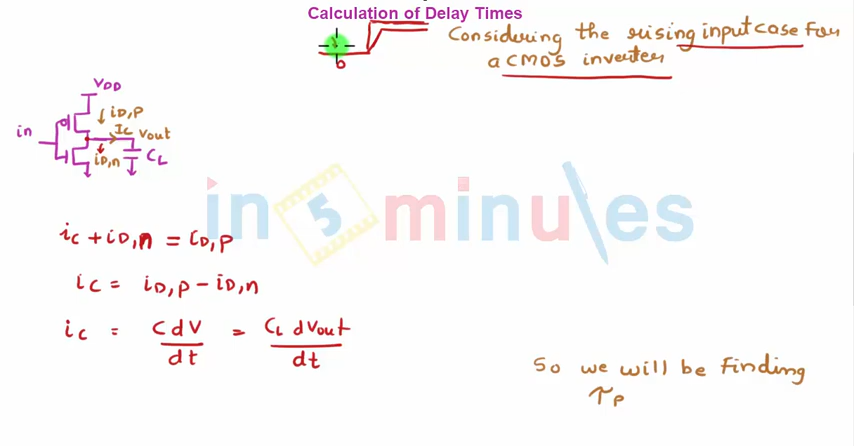 Calculation of Delay Times
Considering the rising input case for
a CMOS inverter
0
VDD
iD,P
in
Ic Vout
iD,n
CL
in 5 minutes
ic + iD,n = iD,P
ic = iD,P - iD,n
ic = C dV / dt = CL dVout / dt
So we will be finding
τP